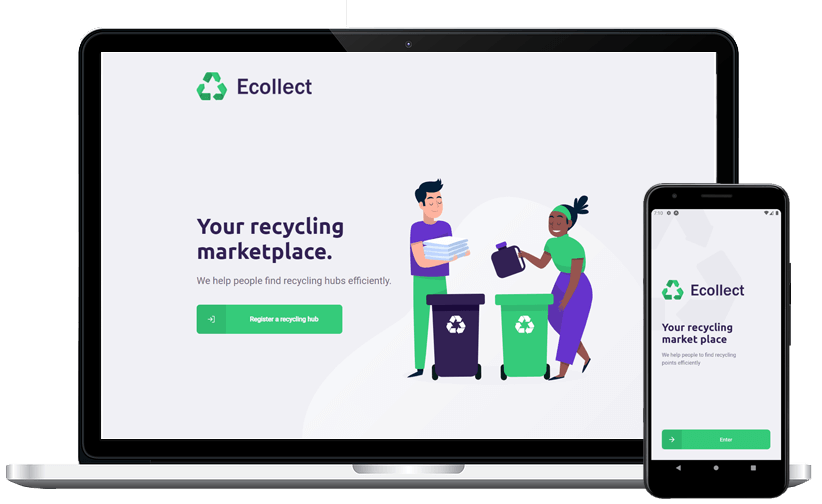 Ecollect
Your recycling
marketplace.
We help people find recycling hubs efficiently.
Register a recycling hub
Ecollect
Your recycling
market place
We help people to find recycling
points efficiently
Enter